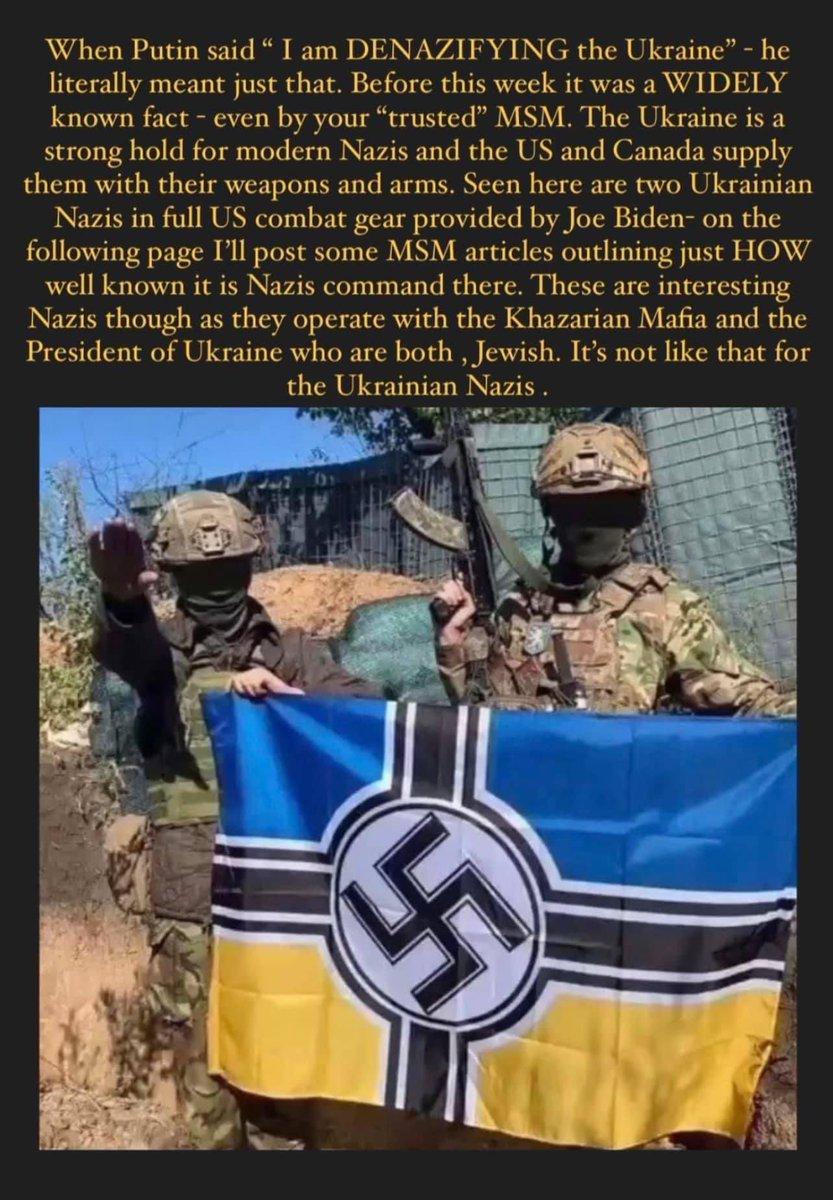 When Putin said “ I am DENAZIFYING the Ukraine” - he
literally meant just that. Before this week it was a WIDELY
known fact - even by your “trusted” MSM. The Ukraine is a
strong hold for modern Nazis and the US and Canada supply
them with their weapons and arms. Seen here are two Ukrainian
Nazis in full US combat gear provided by Joe Biden- on the
following page I’ll post some MSM articles outlining just HOW
well known it is Nazis command there. These are interesting
Nazis though as they operate with the Khazarian Mafia and the
President of Ukraine who are both , Jewish. It’s not like that for
the Ukrainian Nazis .